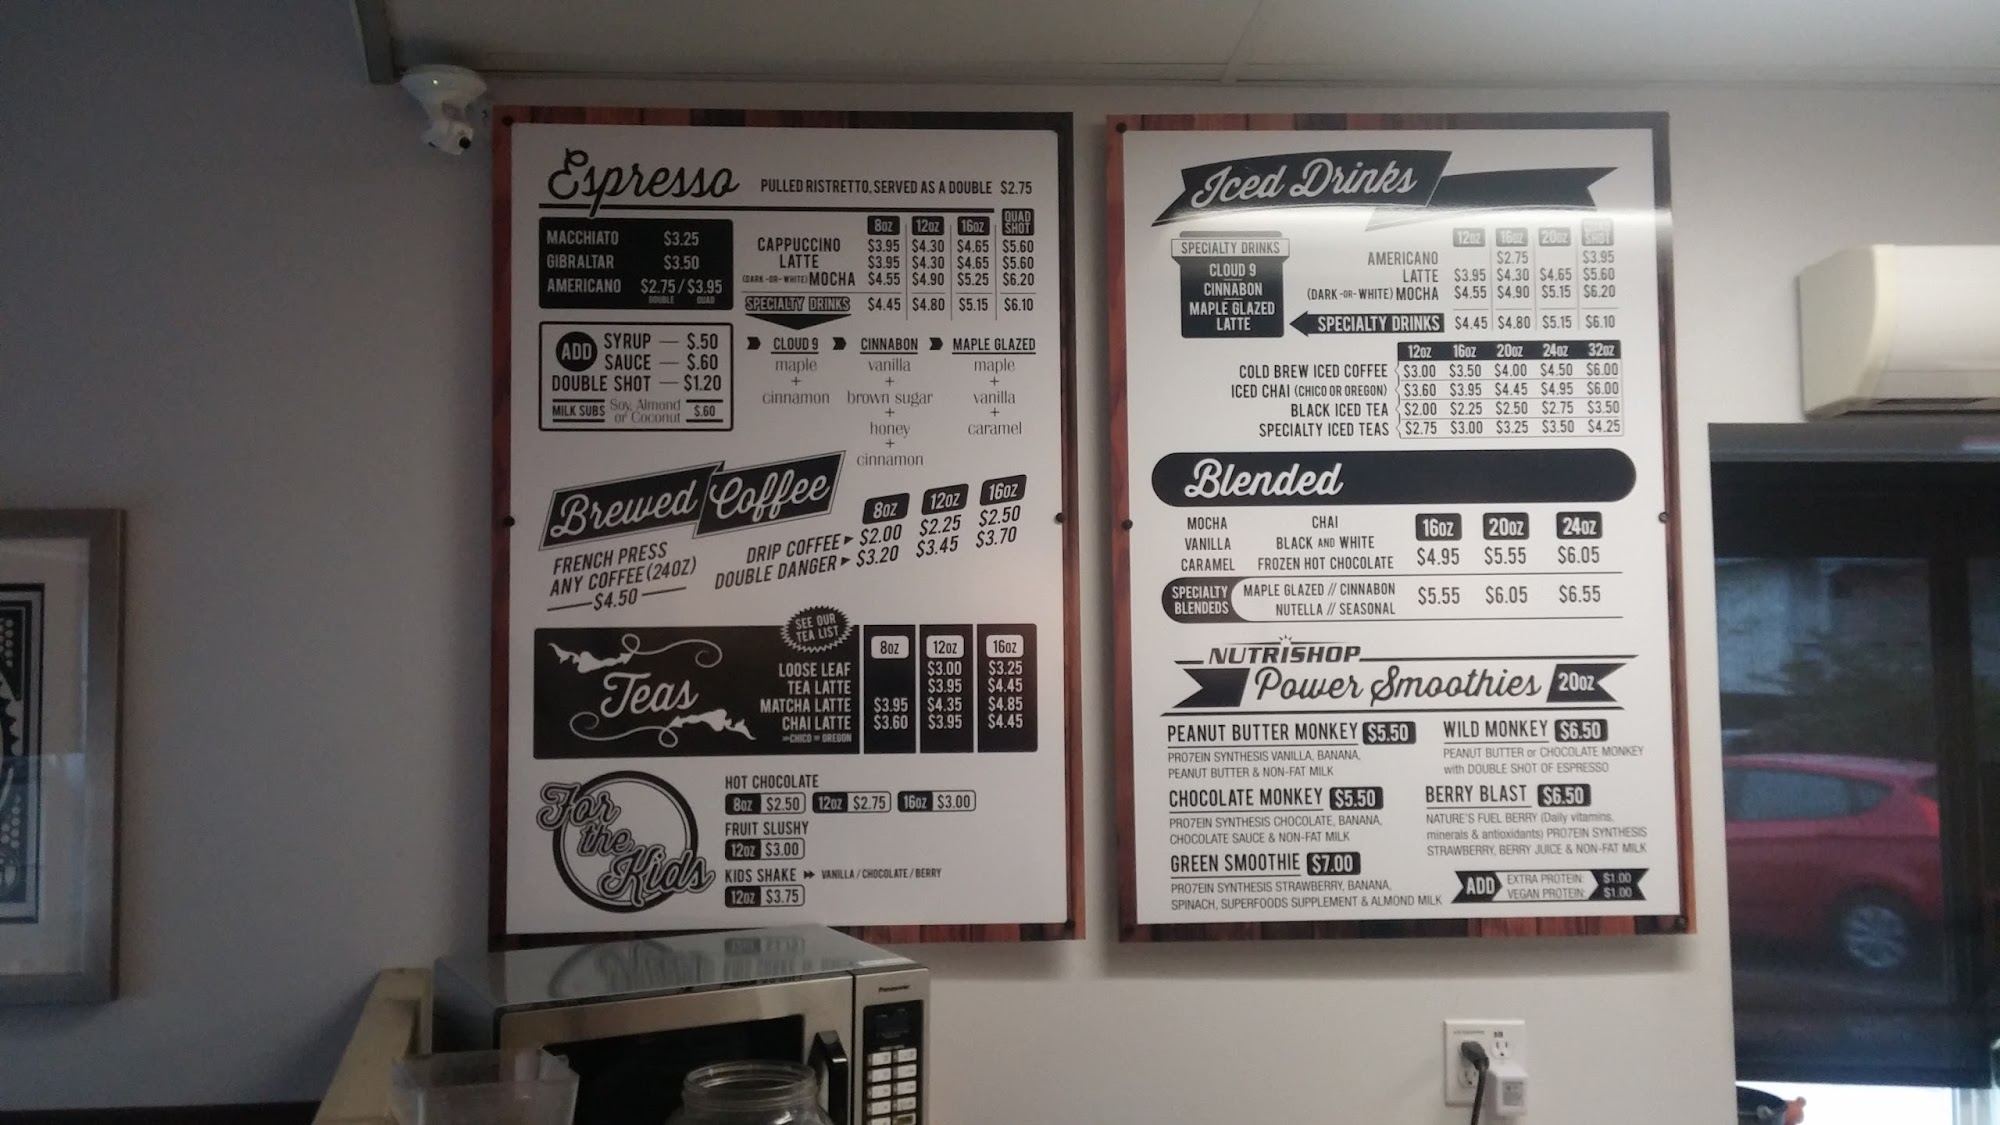 Espresso PULLED RISTRETTO, SERVED AS A DOUBLE $2.75
MACCHIATO $3.25
GIBRALTAR $3.50
AMERICANO $2.75 / $3.95
DOUBLE QUAD
8oz 12oz 16oz QUAD SHOT
CAPPUCCINO $3.95 $4.30 $4.65 $5.60
LATTE $3.95 $4.30 $4.65 $5.60
(DARK -OR- WHITE) MOCHA $4.55 $4.90 $5.25 $6.20
SPECIALTY DRINKS $4.45 $4.80 $5.15 $6.10
ADD
SYRUP — $.50
SAUCE — $.60
DOUBLE SHOT — $1.20
MILK SUBS Soy, Almond or Coconut $.60
CLOUD 9
maple
+
cinnamon
CINNABON
vanilla
+
brown sugar
+
honey
+
cinnamon
MAPLE GLAZED
maple
+
vanilla
+
caramel
Brewed Coffee
FRENCH PRESS
ANY COFFEE (24OZ)
$4.50
8oz 12oz 16oz
DRIP COFFEE $2.00 $2.25 $2.50
DOUBLE DANGER $3.20 $3.45 $3.70
Teas
SEE OUR
TEA LIST
8oz 12oz 16oz
LOOSE LEAF $3.00 $3.25
TEA LATTE $3.95 $4.45
MATCHA LATTE $3.95 $4.35 $4.85
CHAI LATTE $3.60 $3.95 $4.45
CHICO OR OREGON
For
the
Kids
HOT CHOCOLATE
8oz $2.50 12oz $2.75 16oz $3.00
FRUIT SLUSHY
12oz $3.00
KIDS SHAKE VANILLA / CHOCOLATE / BERRY
12oz $3.75
Iced Drinks
SPECIALTY DRINKS
CLOUD 9
CINNABON
MAPLE GLAZED
LATTE
12oz 16oz 20oz QUAD SHOT
AMERICANO $2.75 $3.95
LATTE $3.95 $4.30 $4.65 $5.60
(DARK -OR- WHITE) MOCHA $4.55 $4.90 $5.15 $6.20
SPECIALTY DRINKS $4.45 $4.80 $5.15 $6.10
12oz 16oz 20oz 24oz 32oz
COLD BREW ICED COFFEE $3.00 $3.50 $4.00 $4.50 $6.00
ICED CHAI (CHICO OR OREGON) $3.60 $3.95 $4.45 $4.95 $6.00
BLACK ICED TEA $2.00 $2.25 $2.50 $2.75 $3.50
SPECIALTY ICED TEAS $2.75 $3.00 $3.25 $3.50 $4.25
Blended
16oz 20oz 24oz
MOCHA CHAI
VANILLA BLACK AND WHITE
CARAMEL FROZEN HOT CHOCOLATE $4.95 $5.55 $6.05
SPECIALTY
BLENDEDS
MAPLE GLAZED // CINNABON
NUTELLA // SEASONAL
$5.55 $6.05 $6.55
NUTRISHOP
Power Smoothies 20oz
PEANUT BUTTER MONKEY $5.50
PRO7EIN SYNTHESIS VANILLA, BANANA,
PEANUT BUTTER & NON-FAT MILK
CHOCOLATE MONKEY $5.50
PRO7EIN SYNTHESIS CHOCOLATE, BANANA,
CHOCOLATE SAUCE & NON-FAT MILK
GREEN SMOOTHIE $7.00
PRO7EIN SYNTHESIS STRAWBERRY, BANANA,
SPINACH, SUPERFOODS SUPPLEMENT & ALMOND MILK
WILD MONKEY $6.50
PEANUT BUTTER or CHOCOLATE MONKEY
with DOUBLE SHOT OF ESPRESSO
BERRY BLAST $6.50
NATURE'S FUEL BERRY (Daily vitamins,
minerals & antioxidants) PRO7EIN SYNTHESIS
STRAWBERRY, BERRY JUICE & NON-FAT MILK
ADD
EXTRA PROTEIN: $1.00
VEGAN PROTEIN: $1.00
Panasonic